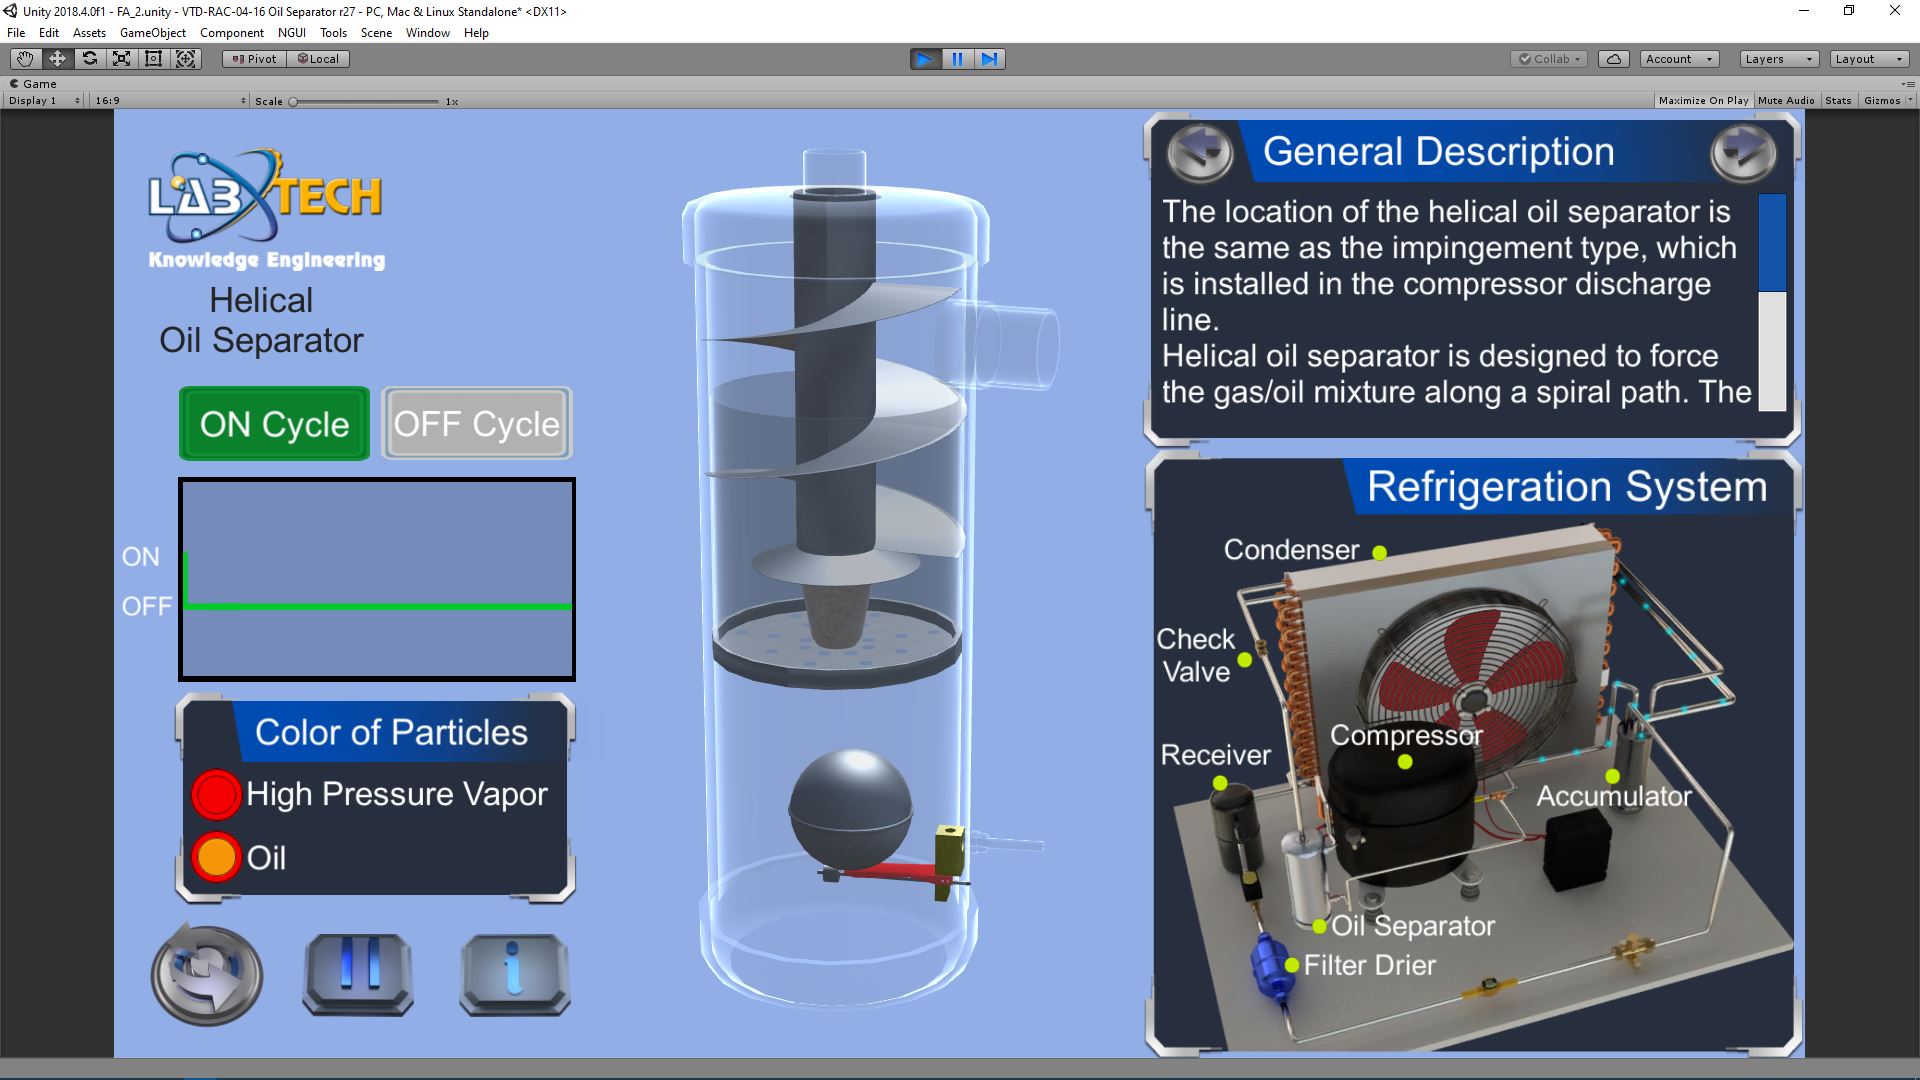 Unity 2018.4.0f1 - FA_2.unity - VTD-RAC-04-16 Oil Separator r27 - PC, Mac & Linux Standalone* <DX11>
File Edit Assets GameObject Component NGUI Tools Scene Window Help
Pivot Local Collab Account Layers Layout
Game
Display 1 16:9 Scale 1x Maximize On Play Mute Audio Stats Gizmos
LABTECH
Knowledge Engineering
Helical
Oil Separator
ON Cycle OFF Cycle
ON
OFF
Color of Particles
High Pressure Vapor
Oil
General Description
The location of the helical oil separator is
the same as the impingement type, which
is installed in the compressor discharge
line.
Helical oil separator is designed to force
the gas/oil mixture along a spiral path. The
Refrigeration System
Condenser
Check
Valve
Compressor
Receiver
Accumulator
Oil Separator
Filter Drier